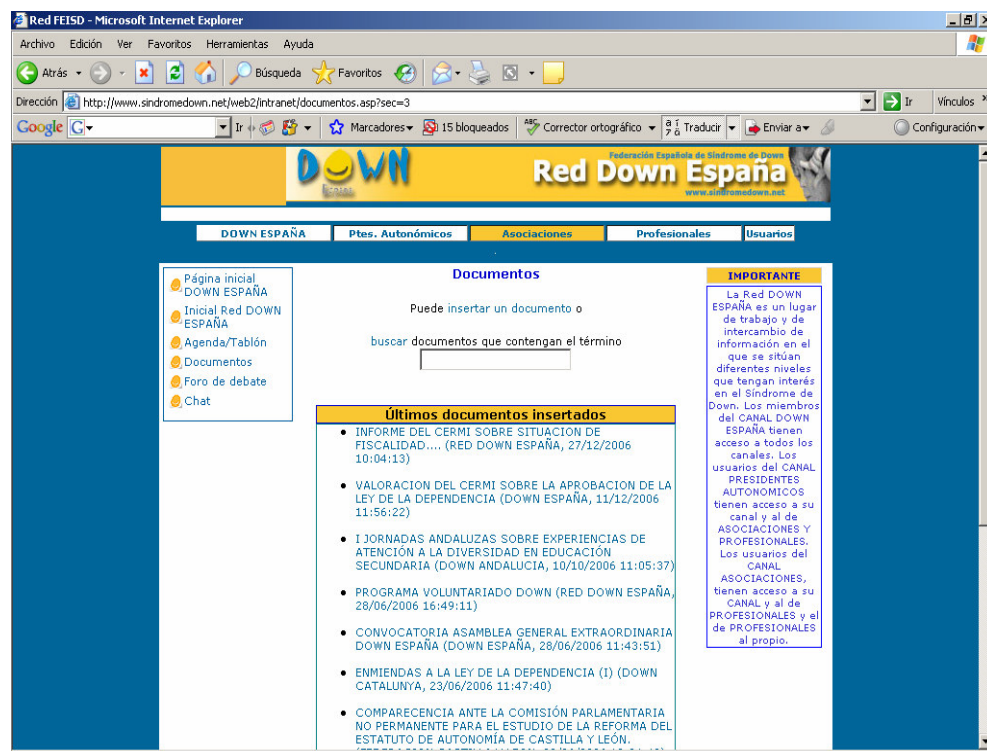 Red FEISD - Microsoft Internet Explorer
Archivo Edición Ver Favoritos Herramientas Ayuda
Atrás Búsqueda Favoritos
Dirección http://www.sindromedown.net/web2/intranet/documentos.asp?sec=3 Ir Vínculos »
Google G Ir Marcadores 15 bloqueados ABC Corrector ortográfico Traducir Enviar a Configuración
DOWN
ESPAÑA
Federación Española de Síndrome de Down
Red Down España
www.sindromedown.net
DOWN ESPAÑA Ptes. Autonómicos Asociaciones Profesionales Usuarios
Página inicial
DOWN ESPAÑA
Inicial Red DOWN
ESPAÑA
Agenda/Tablón
Documentos
Foro de debate
Chat
Documentos
Puede insertar un documento o
buscar documentos que contengan el término
Últimos documentos insertados
• INFORME DEL CERMI SOBRE SITUACION DE
FISCALIDAD.... (RED DOWN ESPAÑA, 27/12/2006
10:04:13)
• VALORACION DEL CERMI SOBRE LA APROBACION DE LA
LEY DE LA DEPENDENCIA (DOWN ESPAÑA, 11/12/2006
11:56:22)
• I JORNADAS ANDALUZAS SOBRE EXPERIENCIAS DE
ATENCIÓN A LA DIVERSIDAD EN EDUCACIÓN
SECUNDARIA (DOWN ANDALUCIA, 10/10/2006 11:05:37)
• PROGRAMA VOLUNTARIADO DOWN (RED DOWN ESPAÑA,
28/06/2006 16:49:11)
• CONVOCATORIA ASAMBLEA GENERAL EXTRAORDINARIA
DOWN ESPAÑA (DOWN ESPAÑA, 28/06/2006 11:43:51)
• ENMIENDAS A LA LEY DE LA DEPENDENCIA (I) (DOWN
CATALUNYA, 23/06/2006 11:47:40)
• COMPARECENCIA ANTE LA COMISIÓN PARLAMENTARIA
NO PERMANENTE PARA EL ESTUDIO DE LA REFORMA DEL
ESTATUTO DE AUTONOMÍA DE CASTILLA Y LEÓN.
IMPORTANTE
La Red DOWN
ESPAÑA es un lugar
de trabajo y de
intercambio de
información en el
que se sitúan
diferentes niveles
que tengan interés
en el Síndrome de
Down. Los miembros
del CANAL DOWN
ESPAÑA tienen
acceso a todos los
canales. Los
usuarios del CANAL
PRESIDENTES
AUTONOMICOS
tienen acceso a su
canal y al de
ASOCIACIONES Y
PROFESIONALES.
Los usuarios del
CANAL
ASOCIACIONES,
tienen acceso a su
CANAL y al de
PROFESIONALES y el
de PROFESIONALES
al propio.